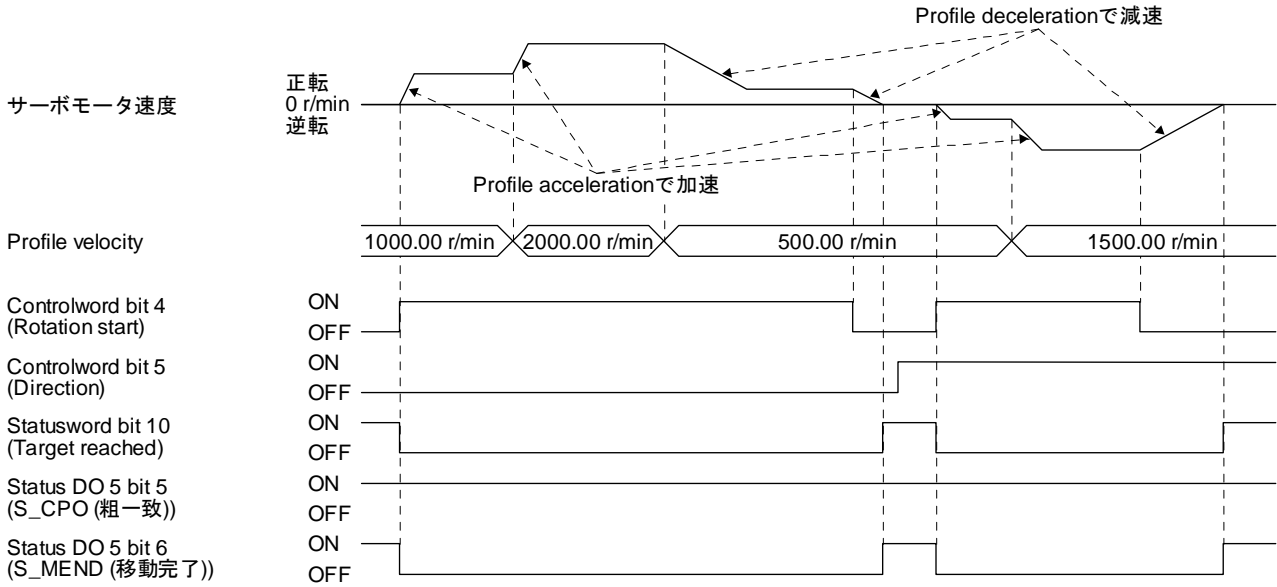 Profile decelerationで減速
サーボモータ速度
正転
0 r/min
逆転
Profile accelerationで加速
Profile velocity
1000.00 r/min
2000.00 r/min
500.00 r/min
1500.00 r/min
Controlword bit 4
(Rotation start)
ON
OFF
Controlword bit 5
(Direction)
ON
OFF
Statusword bit 10
(Target reached)
ON
OFF
Status DO 5 bit 5
(S_CPO (粗一致))
ON
OFF
Status DO 5 bit 6
(S_MEND (移動完了))
ON
OFF